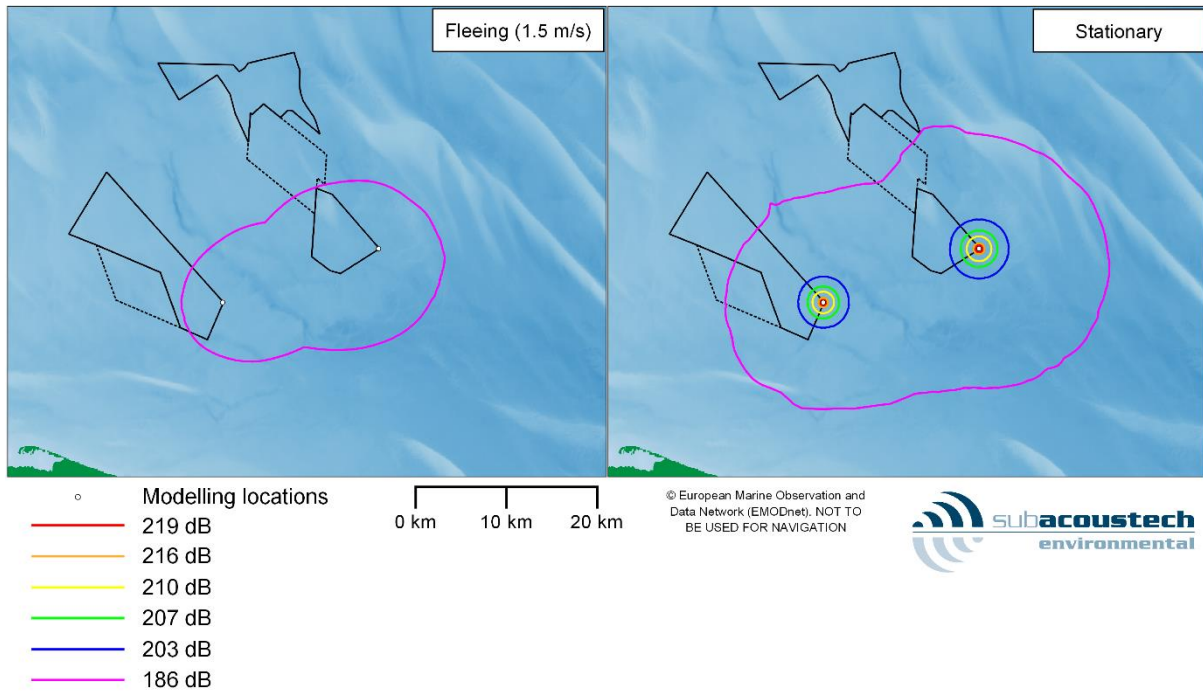 Fleeing (1.5 m/s)
Stationary
Modelling locations
219 dB
216 dB
210 dB
207 dB
203 dB
186 dB
0 km 10 km 20 km
© European Marine Observation and
Data Network (EMODnet). NOT TO
BE USED FOR NAVIGATION
subacoustech
environmental